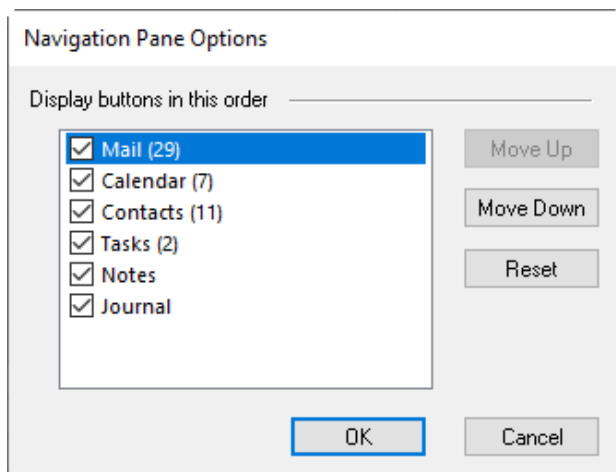 Navigation Pane Options
Display buttons in this order
Mail (29)
Calendar (7)
Contacts (11)
Tasks (2)
Notes
Journal
Move Up
Move Down
Reset
OK
Cancel